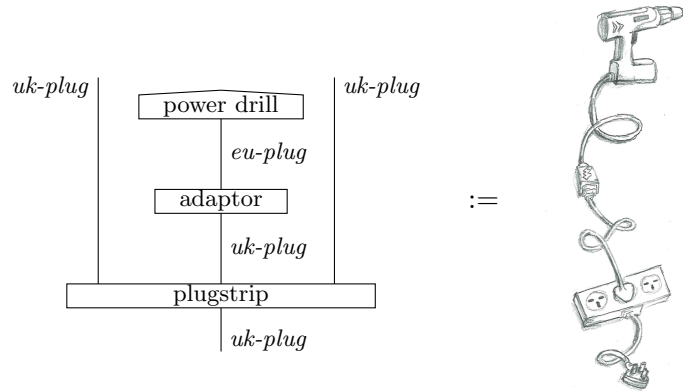 uk-plug
uk-plug
power drill
eu-plug
adaptor
:=
uk-plug
plugstrip
uk-plug